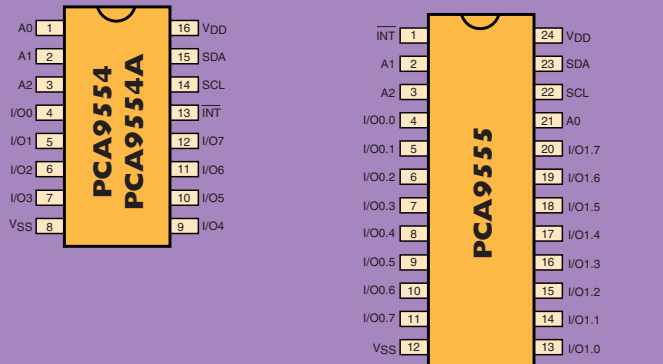 A0 1 16 VDD
A1 2 15 SDA
A2 3 14 SCL
I/O0 4 13 INT
I/O1 5 12 I/O7
I/O2 6 11 I/O6
I/O3 7 10 I/O5
VSS 8 9 I/O4
PCA9554
PCA9554A
INT 1 24 VDD
A1 2 23 SDA
A2 3 22 SCL
I/O0.0 4 21 A0
I/O0.1 5 20 I/O1.7
I/O0.2 6 19 I/O1.6
I/O0.3 7 18 I/O1.5
I/O0.4 8 17 I/O1.4
I/O0.5 9 16 I/O1.3
I/O0.6 10 15 I/O1.2
I/O0.7 11 14 I/O1.1
VSS 12 13 I/O1.0
PCA9555